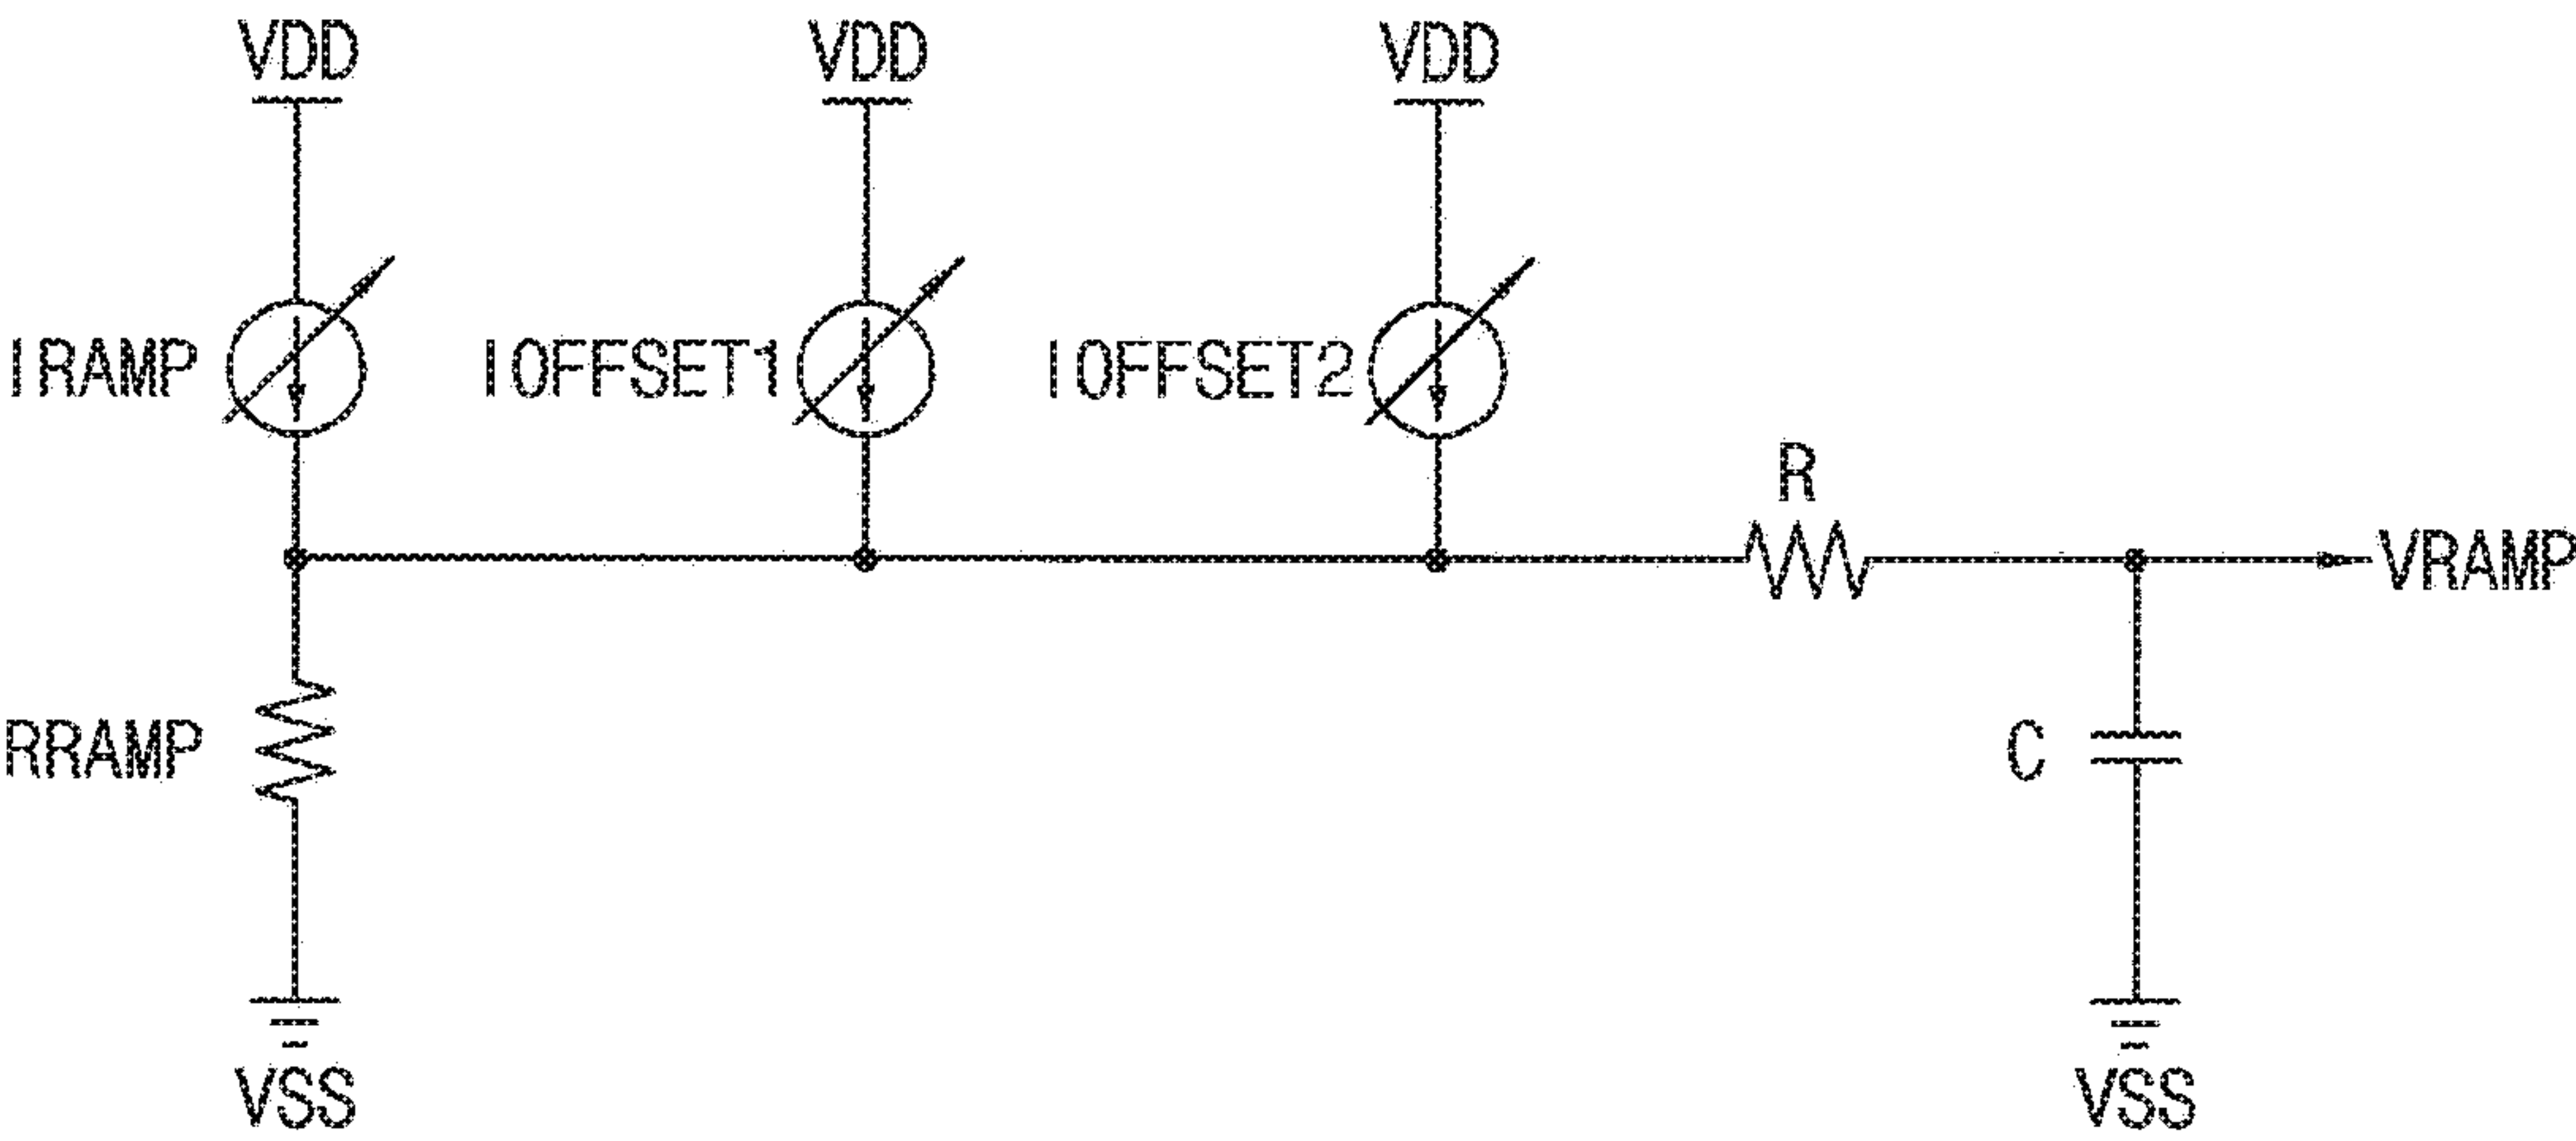 VDD VDD VDD
IRAMP IOFFSET1 IOFFSET2
R
VRAMP
RRAMP C
VSS VSS